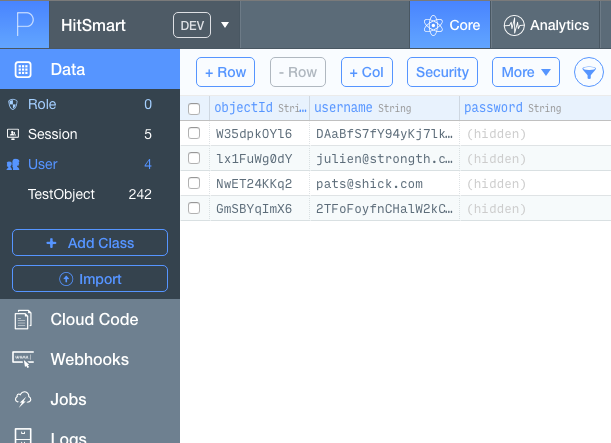 P HitSmart DEV Core Analytics
Data
+ Row - Row + Col Security More
Role 0
Session 5
User 4
TestObject 242
+ Add Class
Import
Cloud Code
Webhooks
Jobs
Logs
objectId Stri… username String password String
W35dpkOYl6 DAaBfS7fY94yKj7lk… (hidden)
lx1FuWg0dY julien@strongth.c… (hidden)
NwET24KKq2 pats@shick.com (hidden)
GmSBYqImX6 2TFoFoyfnCHalW2kC… (hidden)